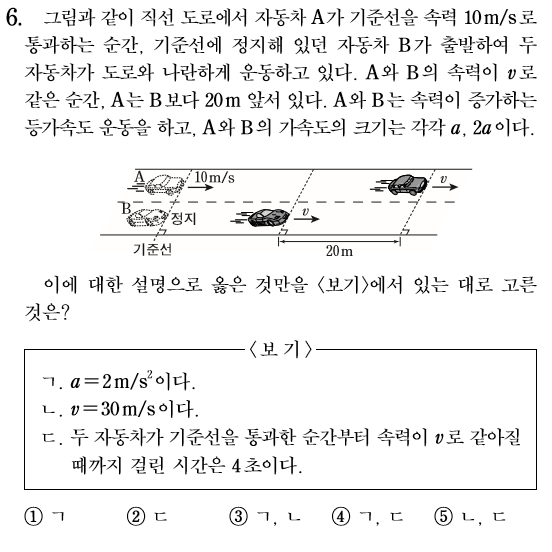 6. 그림과 같이 직선 도로에서 자동차 A가 기준선을 속력 10m/s로
통과하는 순간, 기준선에 정지해 있던 자동차 B가 출발하여 두
자동차가 도로와 나란하게 운동하고 있다. A와 B의 속력이 v로
같은 순간, A는 B보다 20m 앞서 있다. A와 B는 속력이 증가하는
등가속도 운동을 하고, A와 B의 가속도의 크기는 각각 a, 2a이다.
A 10m/s v
B 정지 v
기준선 20m
이에 대한 설명으로 옳은 것만을 <보기>에서 있는 대로 고른
것은?
<보 기>
ㄱ. a=2m/s²이다.
ㄴ. v=30m/s이다.
ㄷ. 두 자동차가 기준선을 통과한 순간부터 속력이 v로 같아질
때까지 걸린 시간은 4초이다.
① ㄱ ② ㄷ ③ ㄱ, ㄴ ④ ㄱ, ㄷ ⑤ ㄴ, ㄷ